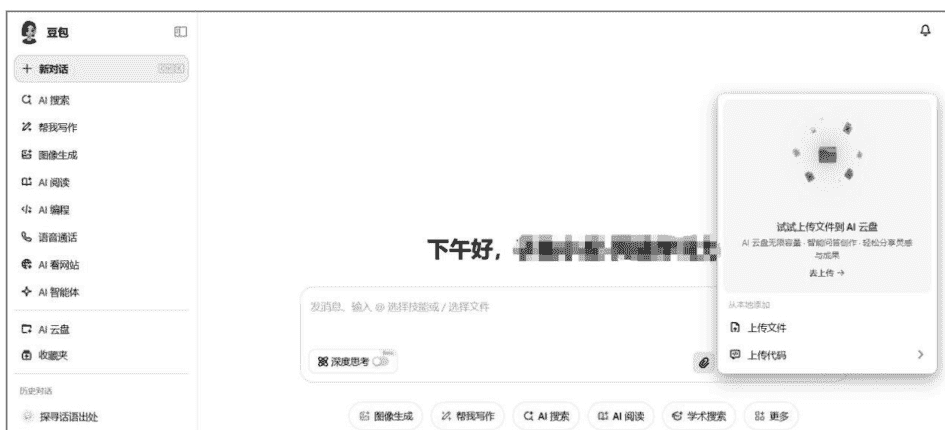 豆包
新对话
AI 搜索
帮我写作
图像生成
AI 阅读
AI 编程
语音通话
AI 看网站
AI 智能体
AI 云盘
收藏夹
历史对话
探寻话语出处
下午好，
发消息、输入 @ 选择技能或 / 选择文件
深度思考
Beta
图像生成
帮我写作
AI 搜索
AI 阅读
学术搜索
更多
试试上传文件到 AI 云盘
AI 云盘无限容量 · 智能问答创作 · 轻松分享灵感
与成果
去上传 →
从本地添加
上传文件
上传代码